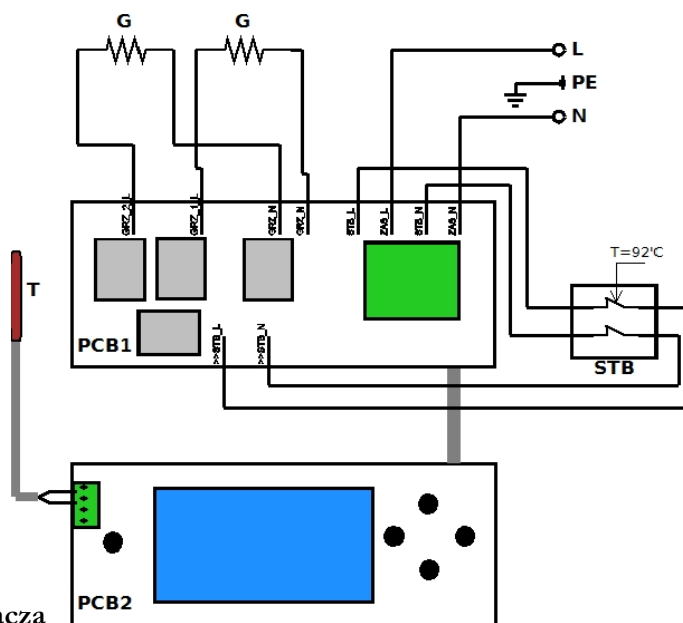 G
G
L
PE
N
GRZ_2_L
GRZ_1_L
GRZ_N
GRZ_N
STB_L
ZAS_L
STB_N
ZAS_N
T=92'C
T
PCB1
>>STB_L
>>STB_N
STB
PCB2